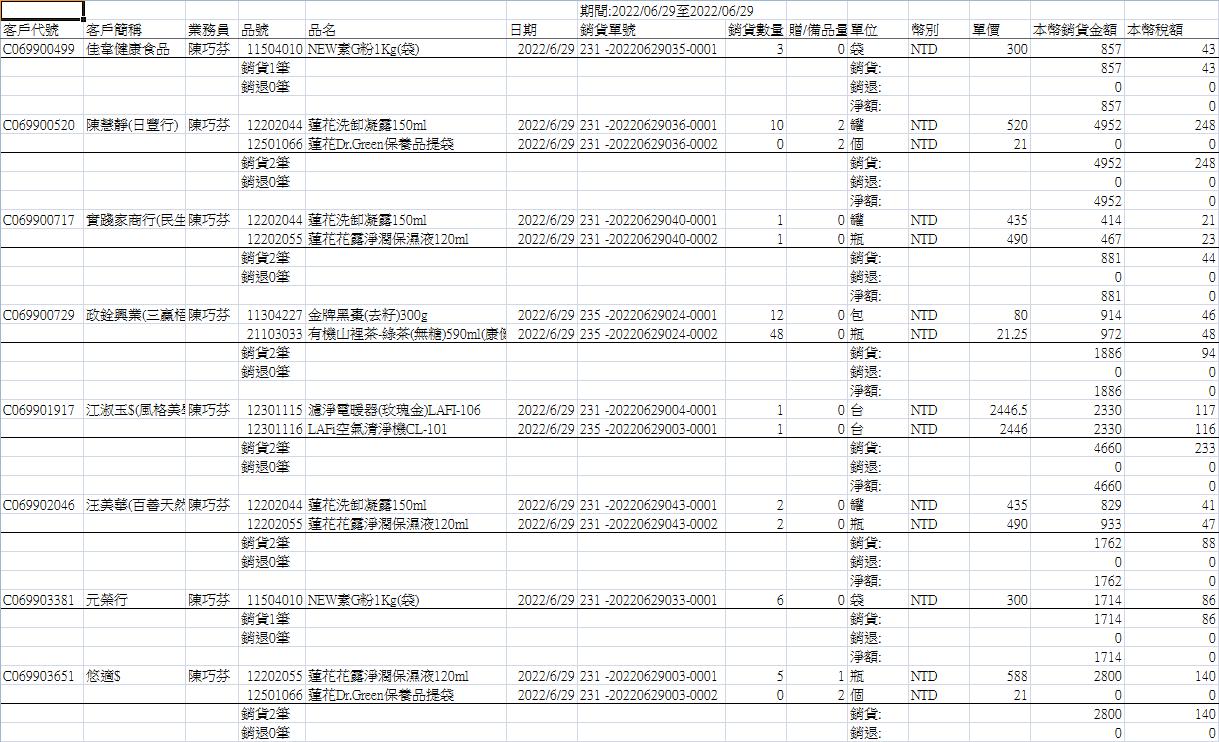 期間:2022/06/29至2022/06/29
客戶代號 客戶簡稱 業務員 品號 品名 日期 銷貨單號 銷貨數量 贈/備品量 單位 幣別 單價 本幣銷貨金額 本幣稅額
C069900499 佳韋健康食品 陳巧芬 11504010 NEW素G粉1Kg(袋) 2022/6/29 231 -20220629035-0001 3 0 袋 NTD 300 857 43
銷貨1筆 銷貨: 857 43
銷退0筆 銷退: 0 0
淨額: 857 0
C069900520 陳慧靜(日豐行) 陳巧芬 12202044 蓮花洗卸凝露150ml 2022/6/29 231 -20220629036-0001 10 2 罐 NTD 520 4952 248
12501066 蓮花Dr.Green保養品提袋 2022/6/29 231 -20220629036-0002 0 2 個 NTD 21 0 0
銷貨2筆 銷貨: 4952 248
銷退0筆 銷退: 0 0
淨額: 4952 0
C069900717 實踐家商行(民生 陳巧芬 12202044 蓮花洗卸凝露150ml 2022/6/29 231 -20220629040-0001 1 0 罐 NTD 435 414 21
12202055 蓮花花露淨潤保濕液120ml 2022/6/29 231 -20220629040-0002 1 0 瓶 NTD 490 467 23
銷貨2筆 銷貨: 881 44
銷退0筆 銷退: 0 0
淨額: 881 0
C069900729 政銓興業(三贏 陳巧芬 11304227 金牌黑棗(去籽)300g 2022/6/29 235 -20220629024-0001 12 0 包 NTD 80 914 46
21103033 有機山裡茶-綠茶(無糖)590ml(康 2022/6/29 235 -20220629024-0002 48 0 瓶 NTD 21.25 972 48
銷貨2筆 銷貨: 1886 94
銷退0筆 銷退: 0 0
淨額: 1886 0
C069901917 江淑玉$(風格美 陳巧芬 12301115 濾淨電暖器(玫瑰金)LAFI-106 2022/6/29 231 -20220629004-0001 1 0 台 NTD 2446.5 2330 117
12301116 LAFi空氣清淨機CL-101 2022/6/29 235 -20220629003-0001 1 0 台 NTD 2446 2330 116
銷貨2筆 銷貨: 4660 233
銷退0筆 銷退: 0 0
淨額: 4660 0
C069902046 汪美華(百善天然 陳巧芬 12202044 蓮花洗卸凝露150ml 2022/6/29 231 -20220629043-0001 2 0 罐 NTD 435 829 41
12202055 蓮花花露淨潤保濕液120ml 2022/6/29 231 -20220629043-0002 2 0 瓶 NTD 490 933 47
銷貨2筆 銷貨: 1762 88
銷退0筆 銷退: 0 0
淨額: 1762 0
C069903381 元榮行 陳巧芬 11504010 NEW素G粉1Kg(袋) 2022/6/29 231 -20220629033-0001 6 0 袋 NTD 300 1714 86
銷貨1筆 銷貨: 1714 86
銷退0筆 銷退: 0 0
淨額: 1714 0
C069903651 悠適$ 陳巧芬 12202055 蓮花花露淨潤保濕液120ml 2022/6/29 231 -20220629003-0001 5 1 瓶 NTD 588 2800 140
12501066 蓮花Dr.Green保養品提袋 2022/6/29 231 -20220629003-0002 0 2 個 NTD 21 0 0
銷貨2筆 銷貨: 2800 140
銷退0筆 銷退: 0 0